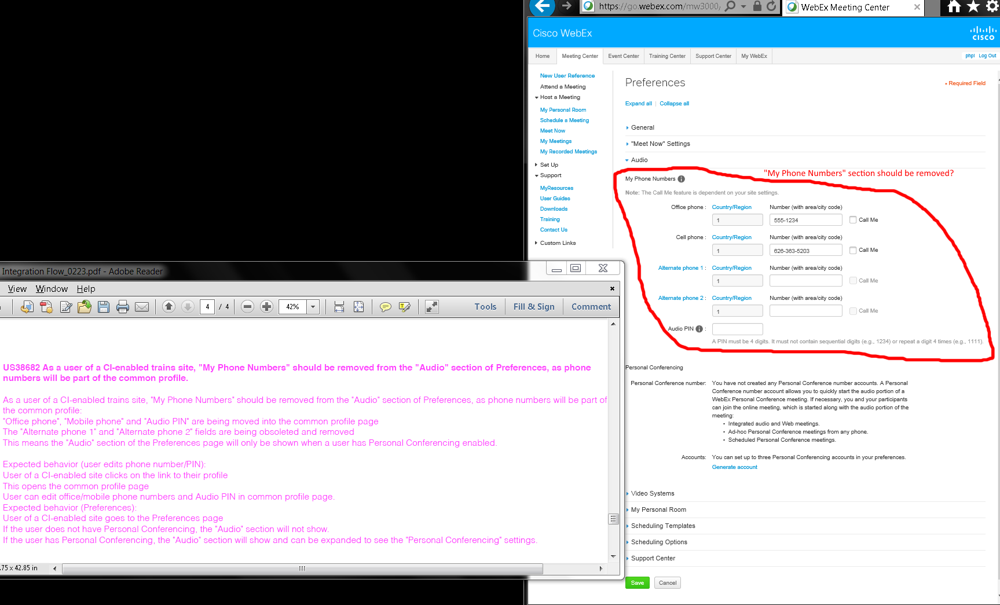 https://go.webex.com/mw3000/
WebEx Meeting Center
Cisco WebEx
CISCO
Home
Meeting Center
Event Center
Training Center
Support Center
My WebEx
phpl
Log Out
New User Reference
Attend a Meeting
Host a Meeting
My Personal Room
Schedule a Meeting
Meet Now
My Meetings
My Recorded Meetings
Set Up
Support
MyResources
User Guides
Downloads
Training
Contact Us
Custom Links
Preferences
Required Field
Expand all | Collapse all
General
"Meet Now" Settings
Audio
"My Phone Numbers" section should be removed?
My Phone Numbers
Note: The Call Me feature is dependent on your site settings.
Office phone : Country/Region Number (with area/city code)
1 555-1234 Call Me
Cell phone : Country/Region Number (with area/city code)
1 626-363-5203 Call Me
Alternate phone 1 : Country/Region Number (with area/city code)
1 Call Me
Alternate phone 2 : Country/Region Number (with area/city code)
1 Call Me
Audio PIN :
A PIN must be 4 digits. It must not contain sequential digits (e.g., 1234) or repeat a digit 4 times (e.g., 1111).
Personal Conferencing
Personal Conference number: You have not created any Personal Conference number accounts. A Personal
Conference number account allows you to quickly start the audio portion of a
WebEx Personal Conference meeting. If necessary, you and your participants
can join the online meeting, which is started along with the audio portion of the
meeting:
• Integrated audio and Web meetings.
• Ad-hoc Personal Conference meetings from any phone.
• Scheduled Personal Conference meetings.
Accounts: You can set up to three Personal Conferencing accounts in your preferences.
Generate account
Video Systems
My Personal Room
Scheduling Templates
Scheduling Options
Support Center
Save
Cancel
Integration Flow_0223.pdf - Adobe Reader
View Window Help
4 / 4
42%
Tools
Fill & Sign
Comment
US38682 As a user of a CI-enabled trains site, "My Phone Numbers" should be removed from the "Audio" section of Preferences, as phone
numbers will be part of the common profile.
As a user of a CI-enabled trains site, "My Phone Numbers" should be removed from the "Audio" section of Preferences, as phone numbers will be part of
the common profile:
"Office phone", "Mobile phone" and "Audio PIN" are being moved into the common profile page
The "Alternate phone 1" and "Alternate phone 2" fields are being obsoleted and removed
This means the "Audio" section of the Preferences page will only be shown when a user has Personal Conferencing enabled.
Expected behavior (user edits phone number/PIN):
User of a CI-enabled site clicks on the link to their profile
This opens the common profile page
User can edit office/mobile phone numbers and Audio PIN in common profile page.
Expected behavior (Preferences):
User of a CI-enabled site goes to the Preferences page
If the user does not have Personal Conferencing, the "Audio" section will not show.
If the user has Personal Conferencing, the "Audio" section will show and can be expanded to see the "Personal Conferencing" settings.
.75 x 42.85 in